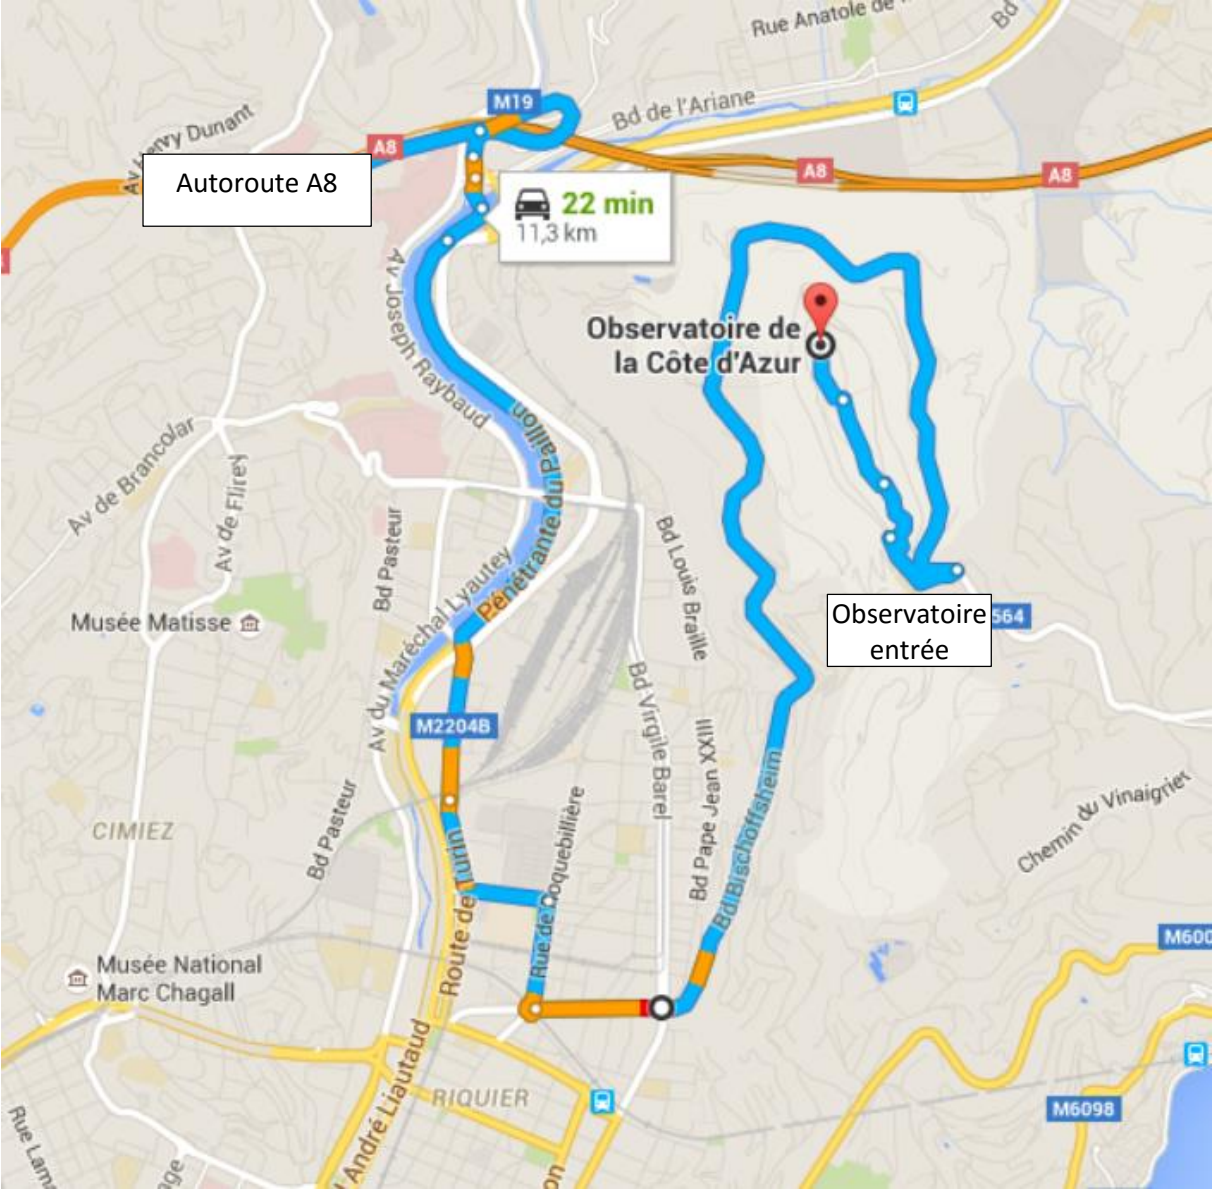 Rue Anatole de
Bd
M19
Bd de l'Ariane
Av Henry Dunant
A8
Autoroute A8
A8
A8
22 min
11,3 km
Av Joseph Raybaud
Observatoire de
la Côte d'Azur
Pénétrante du Paillon
Av de Brancolar
Av de Flirey
Bd Pasteur
Av du Maréchal Lyautey
Bd Louis Braille
Musée Matisse
Observatoire
entrée
564
M2204B
Bd Virgile Barel
Bd Pape Jean XXIII
Bd Bischoffsheim
Chemin du Vinaigrier
CIMIEZ
Bd Pasteur
Route de Turin
Rue de Roquebillière
M600
Musée National
Marc Chagall
RIQUIER
André Liautaud
M6098